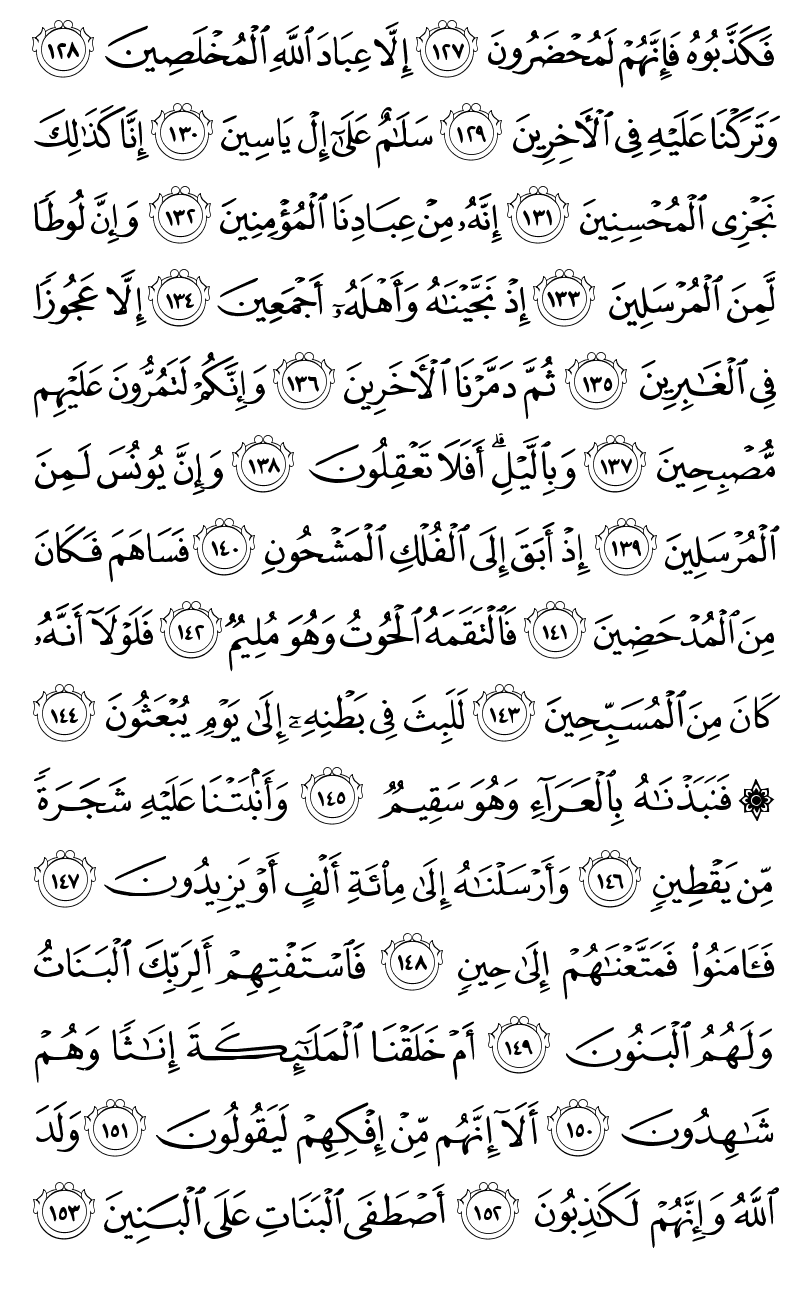 فَكَذَّبُوهُ فَإِنَّهُمْ لَمُحْضَرُونَ ١٢٧ إِلَّا عِبَادَ ٱللَّهِ ٱلْمُخْلَصِينَ ١٢٨
وَتَرَكْنَا عَلَيْهِ فِى ٱلْـَٔاخِرِينَ ١٢٩ سَلَـٰمٌ عَلَىٰٓ إِلْ يَاسِينَ ١٣٠ إِنَّا كَذَٰلِكَ
نَجْزِى ٱلْمُحْسِنِينَ ١٣١ إِنَّهُۥ مِنْ عِبَادِنَا ٱلْمُؤْمِنِينَ ١٣٢ وَإِنَّ لُوطًا
لَّمِنَ ٱلْمُرْسَلِينَ ١٣٣ إِذْ نَجَّيْنَـٰهُ وَأَهْلَهُۥٓ أَجْمَعِينَ ١٣٤ إِلَّا عَجُوزًا
فِى ٱلْغَـٰبِرِينَ ١٣٥ ثُمَّ دَمَّرْنَا ٱلْـَٔاخَرِينَ ١٣٦ وَإِنَّكُمْ لَتَمُرُّونَ عَلَيْهِم
مُّصْبِحِينَ ١٣٧ وَبِٱلَّيْلِ ۗ أَفَلَا تَعْقِلُونَ ١٣٨ وَإِنَّ يُونُسَ لَمِنَ
ٱلْمُرْسَلِينَ ١٣٩ إِذْ أَبَقَ إِلَى ٱلْفُلْكِ ٱلْمَشْحُونِ ١٤٠ فَسَاهَمَ فَكَانَ
مِنَ ٱلْمُدْحَضِينَ ١٤١ فَٱلْتَقَمَهُ ٱلْحُوتُ وَهُوَ مُلِيمٌ ١٤٢ فَلَوْلَآ أَنَّهُۥ
كَانَ مِنَ ٱلْمُسَبِّحِينَ ١٤٣ لَلَبِثَ فِى بَطْنِهِۦٓ إِلَىٰ يَوْمِ يُبْعَثُونَ ١٤٤
۞ فَنَبَذْنَـٰهُ بِٱلْعَرَآءِ وَهُوَ سَقِيمٌ ١٤٥ وَأَنۢبَتْنَا عَلَيْهِ شَجَرَةً
مِّن يَقْطِينٍ ١٤٦ وَأَرْسَلْنَـٰهُ إِلَىٰ مِا۟ئَةِ أَلْفٍ أَوْ يَزِيدُونَ ١٤٧
فَـَٔامَنُوا۟ فَمَتَّعْنَـٰهُمْ إِلَىٰ حِينٍ ١٤٨ فَٱسْتَفْتِهِمْ أَلِرَبِّكَ ٱلْبَنَاتُ
وَلَهُمُ ٱلْبَنُونَ ١٤٩ أَمْ خَلَقْنَا ٱلْمَلَـٰٓئِكَةَ إِنَـٰثًا وَهُمْ
شَـٰهِدُونَ ١٥٠ أَلَآ إِنَّهُم مِّنْ إِفْكِهِمْ لَيَقُولُونَ ١٥١ وَلَدَ
ٱللَّهُ وَإِنَّهُمْ لَكَـٰذِبُونَ ١٥٢ أَصْطَفَى ٱلْبَنَاتِ عَلَى ٱلْبَنِينَ ١٥٣